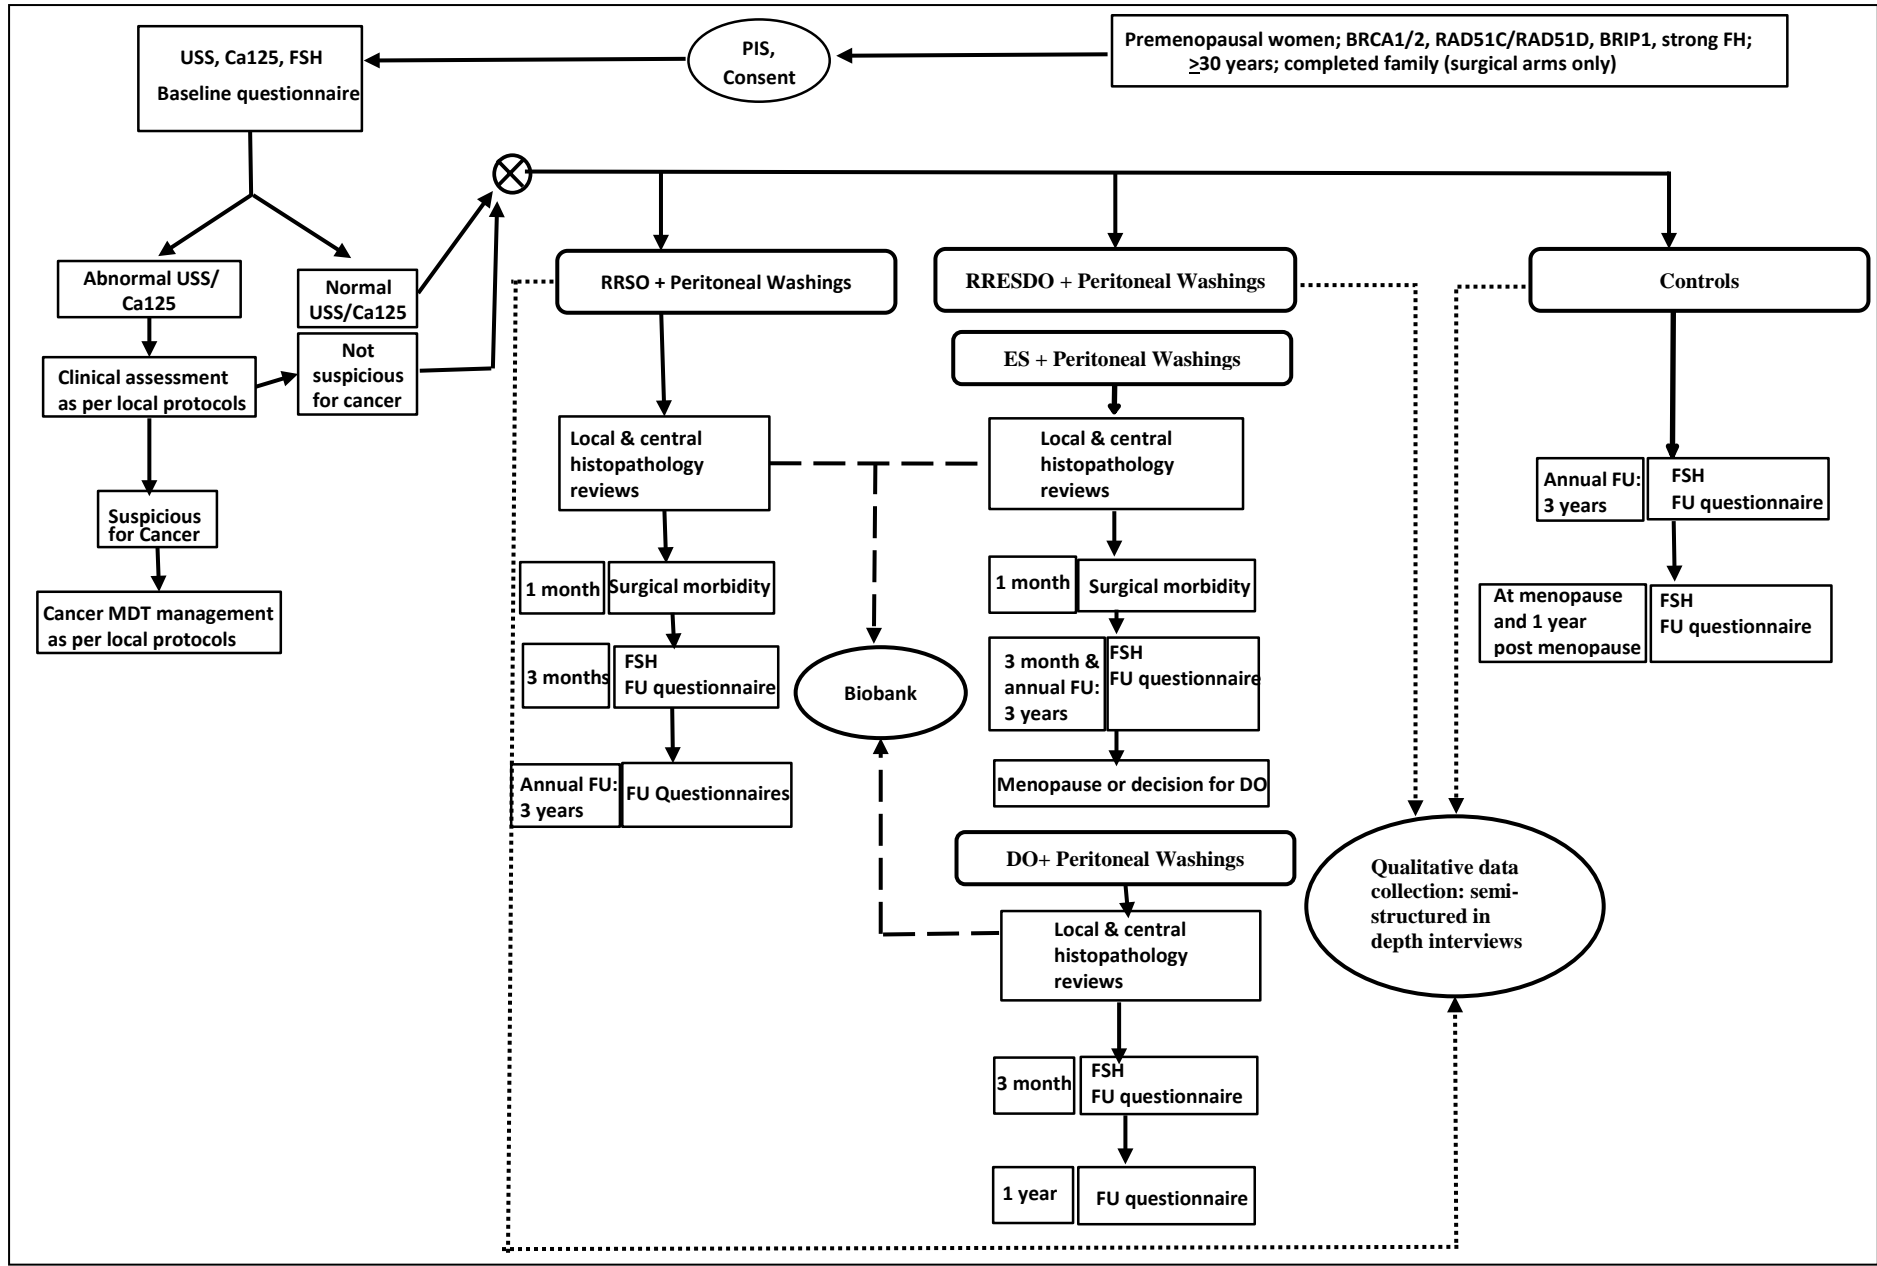 Premenopausal women; BRCA1/2, RAD51C/RAD51D, BRIP1, strong FH;
≥30 years; completed family (surgical arms only)
PIS,
Consent
USS, Ca125, FSH
Baseline questionnaire
Abnormal USS/
Ca125
Normal
USS/Ca125
Clinical assessment
as per local protocols
Not
suspicious
for cancer
Suspicious
for Cancer
Cancer MDT management
as per local protocols
RRSO + Peritoneal Washings
Local & central
histopathology
reviews
1 month
Surgical morbidity
3 months
FSH
FU questionnaire
Annual FU:
3 years
FU Questionnaires
Biobank
RRESDO + Peritoneal Washings
ES + Peritoneal Washings
Local & central
histopathology
reviews
1 month
Surgical morbidity
3 month &
annual FU:
3 years
FSH
FU questionnaire
Menopause or decision for DO
DO+ Peritoneal Washings
Local & central
histopathology
reviews
3 month
FSH
FU questionnaire
1 year
FU questionnaire
Controls
Annual FU:
3 years
FSH
FU questionnaire
At menopause
and 1 year
post menopause
FSH
FU questionnaire
Qualitative data
collection: semi-
structured in
depth interviews